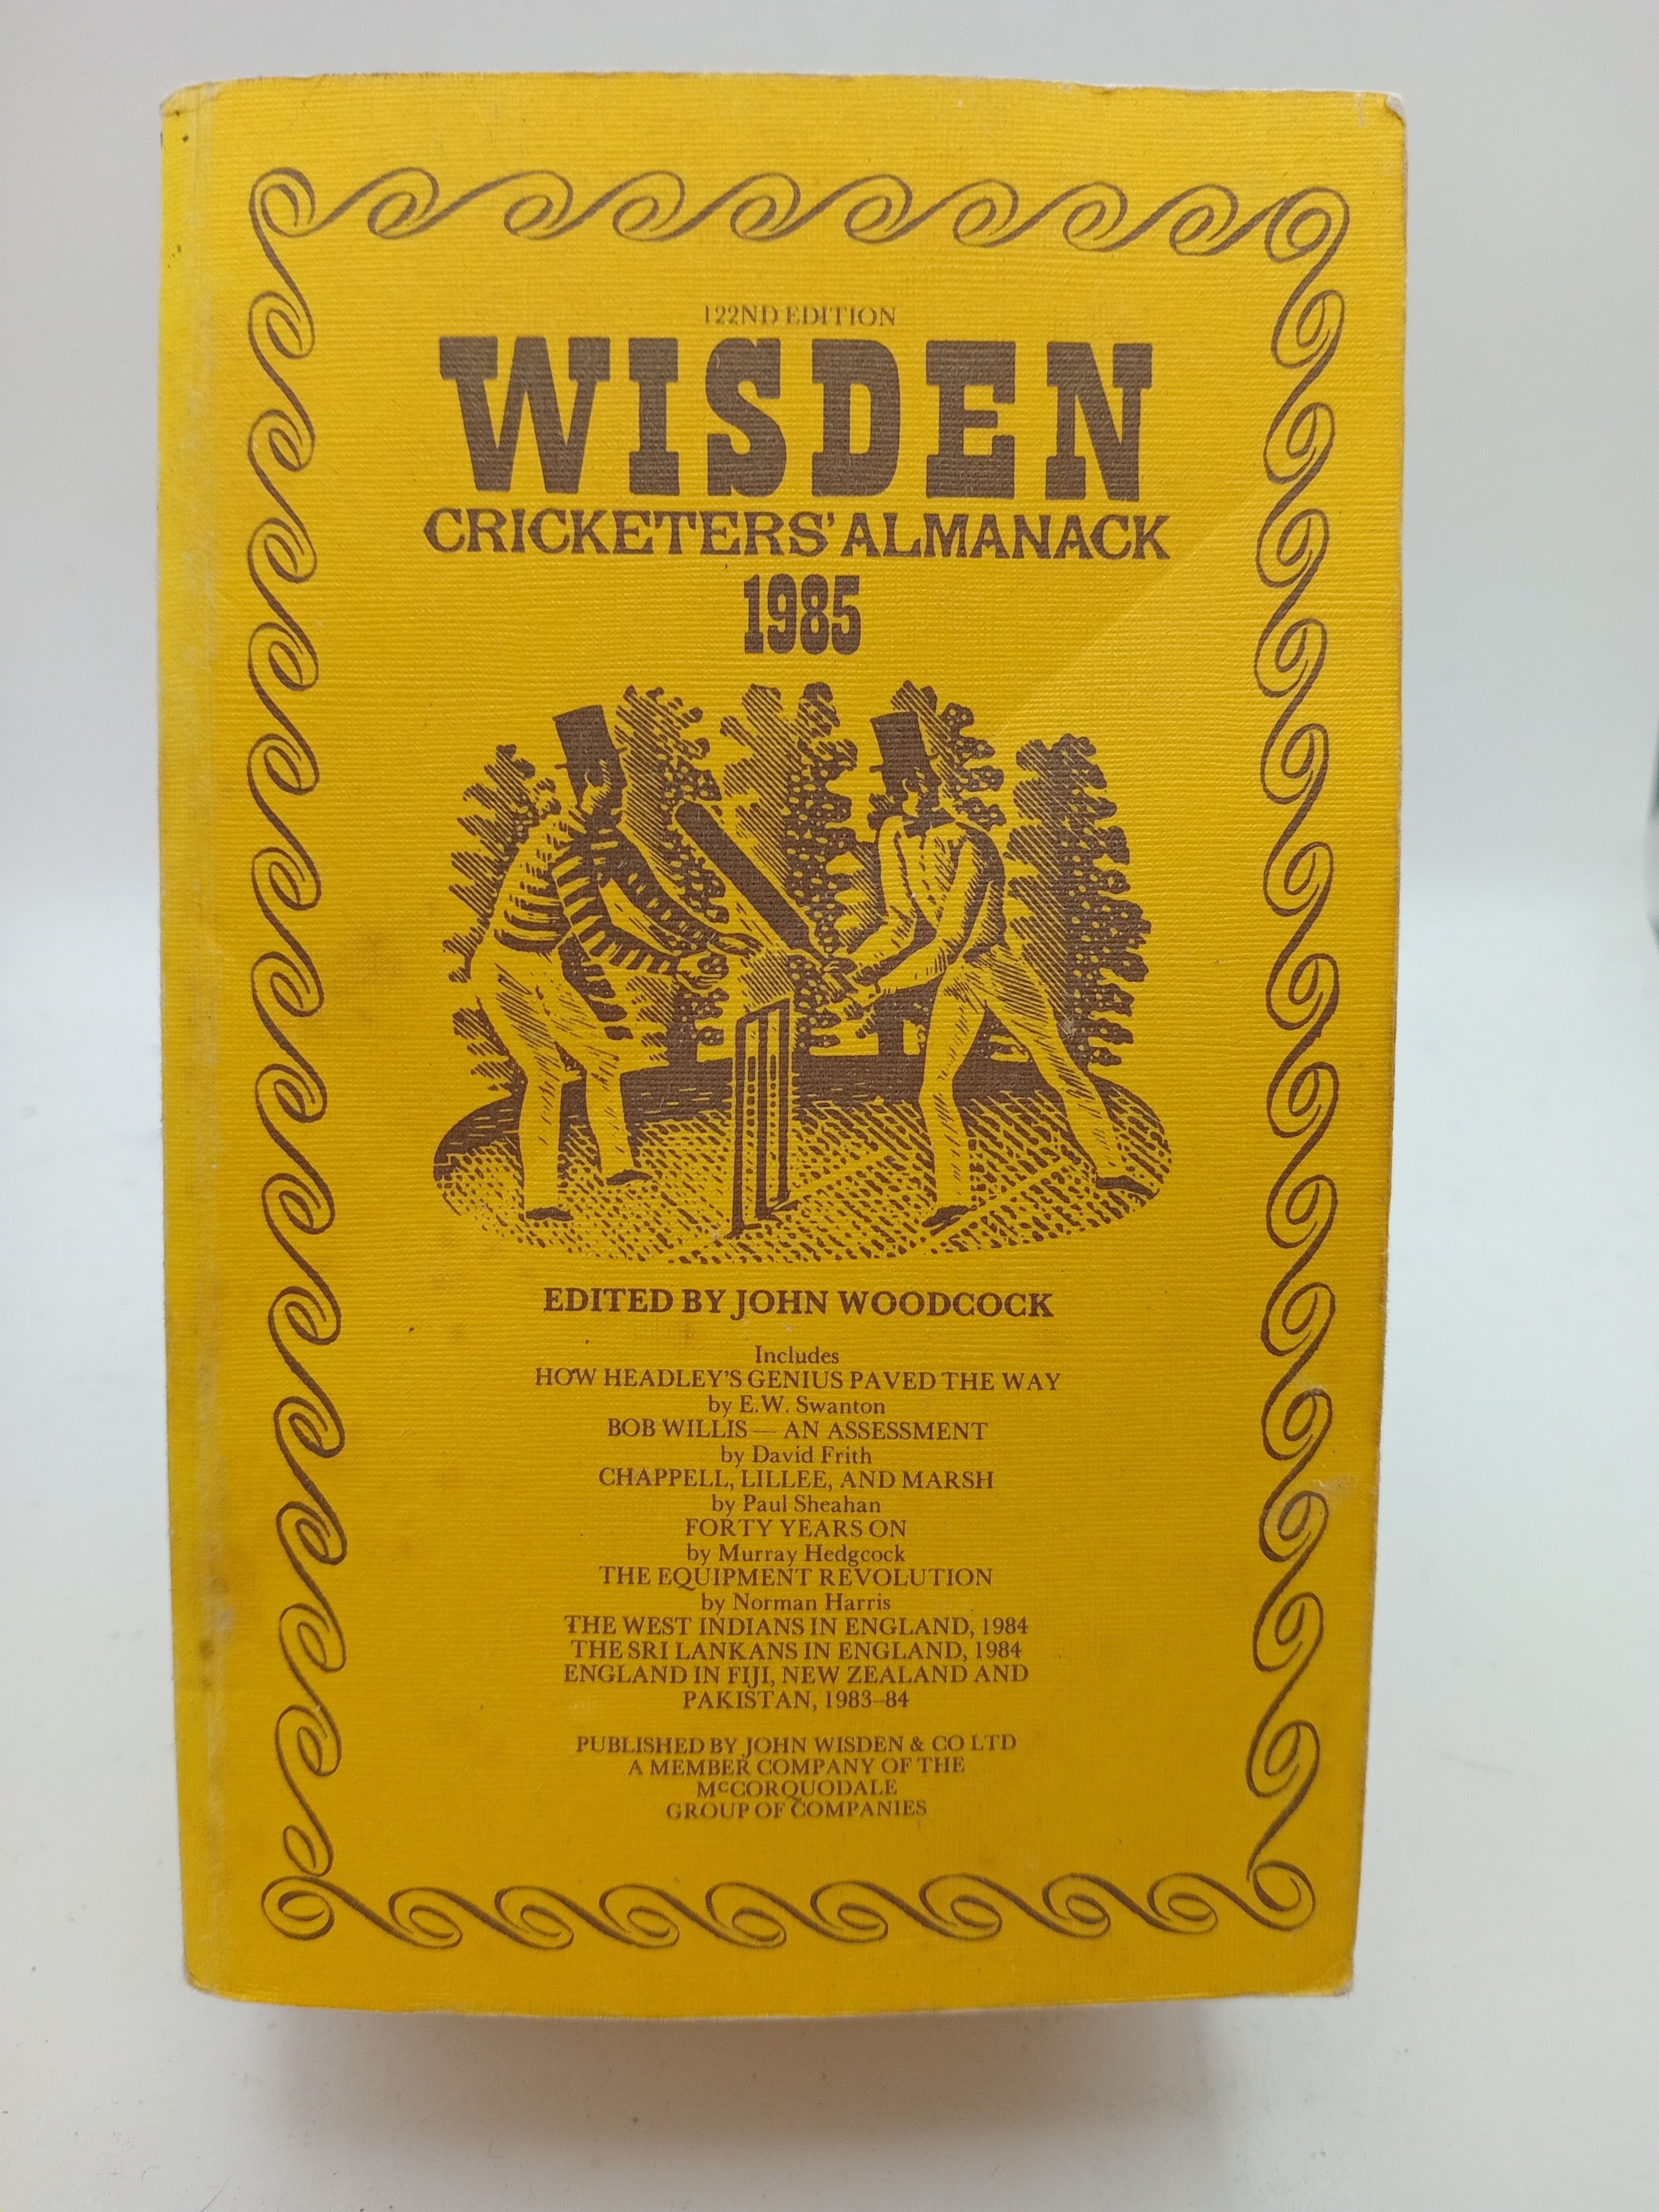 122ND EDITION
WISDEN
CRICKETERS' ALMANACK
1985
EDITED BY JOHN WOODCOCK
Includes
HOW HEADLEY'S GENIUS PAVED THE WAY
by E.W. Swanton
BOB WILLIS — AN ASSESSMENT
by David Frith
CHAPPELL, LILLEE, AND MARSH
by Paul Sheahan
FORTY YEARS ON
by Murray Hedgcock
THE EQUIPMENT REVOLUTION
by Norman Harris
THE WEST INDIANS IN ENGLAND, 1984
THE SRI LANKANS IN ENGLAND, 1984
ENGLAND IN FIJI, NEW ZEALAND AND
PAKISTAN, 1983–84
PUBLISHED BY JOHN WISDEN & CO LTD
A MEMBER COMPANY OF THE
McCORQUODALE
GROUP OF COMPANIES